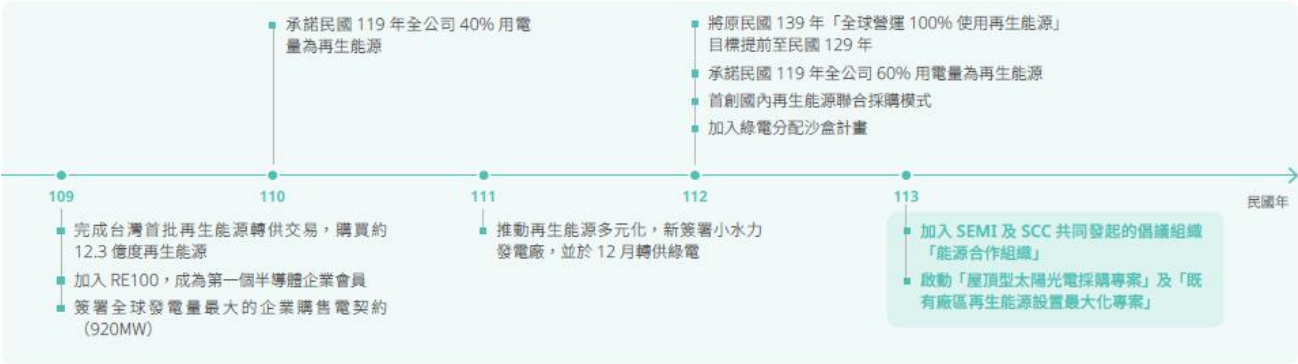 承諾民國 119 年全公司 40% 用電
量為再生能源
將原民國 139 年「全球營運 100% 使用再生能源」
目標提前至民國 129 年
承諾民國 119 年全公司 60% 用電量為再生能源
首創國內再生能源聯合採購模式
加入綠電分配沙盒計畫
109
110
111
112
113
民國年
完成台灣首批再生能源轉供交易，購買約
12.3 億度再生能源
加入 RE100，成為第一個半導體企業會員
簽署全球發電量最大的企業購售電契約
（920MW）
推動再生能源多元化，新簽署小水力
發電廠，並於 12 月轉供綠電
加入 SEMI 及 SCC 共同發起的倡議組織
「能源合作組織」
啟動「屋頂型太陽光電採購專案」及「既
有廠區再生能源設置最大化專案」